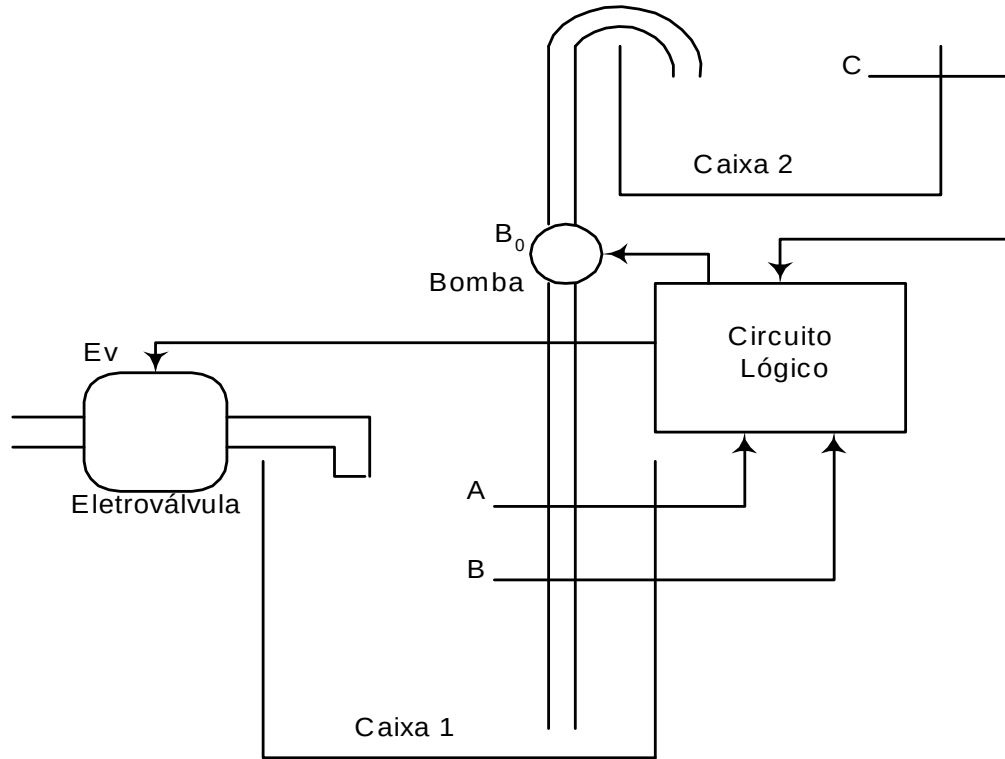 C
Caixa 2
B0
Bomba
Circuito
Lógico
Ev
Eletroválvula
A
B
Caixa 1